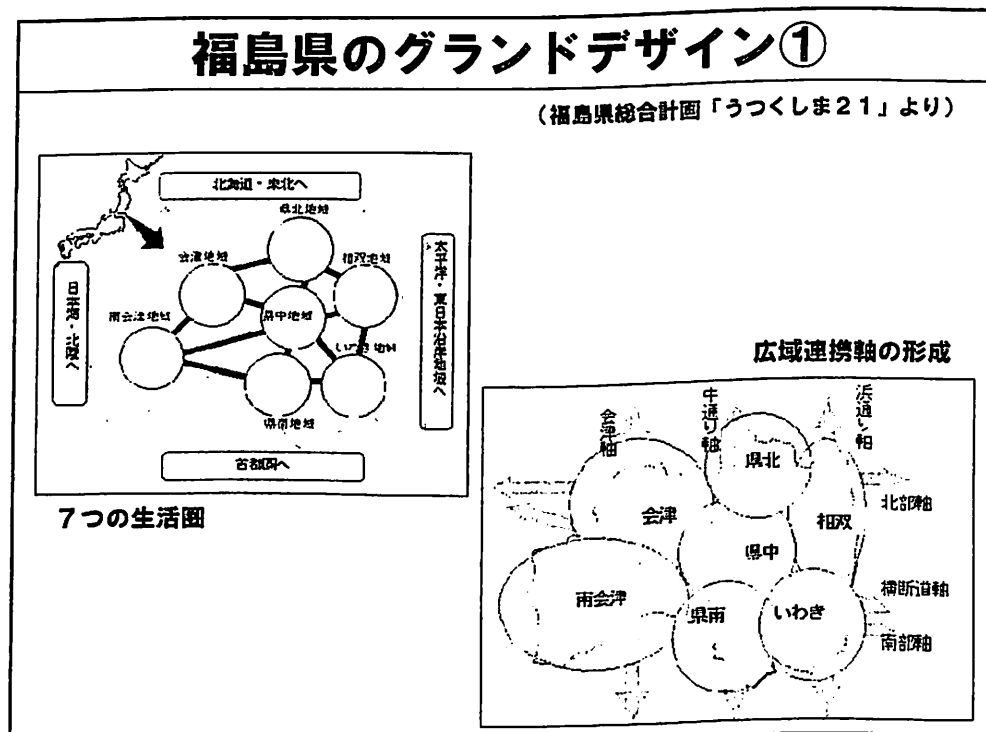 福島県のグランドデザイン①
(福島県総合計画「うつくしま21」より)
北海道・東北へ
県北地域
会津地域
相双地域
南会津地域
県中地域
いわき地域
県南地域
日本海・北陸へ
太平洋・東日本沿岸地域へ
首都圏へ
7つの生活圏
広域連携軸の形成
会津軸
中通り軸
浜通り軸
県北
北部軸
会津
相双
県中
横断道軸
南会津
県南
いわき
南部軸